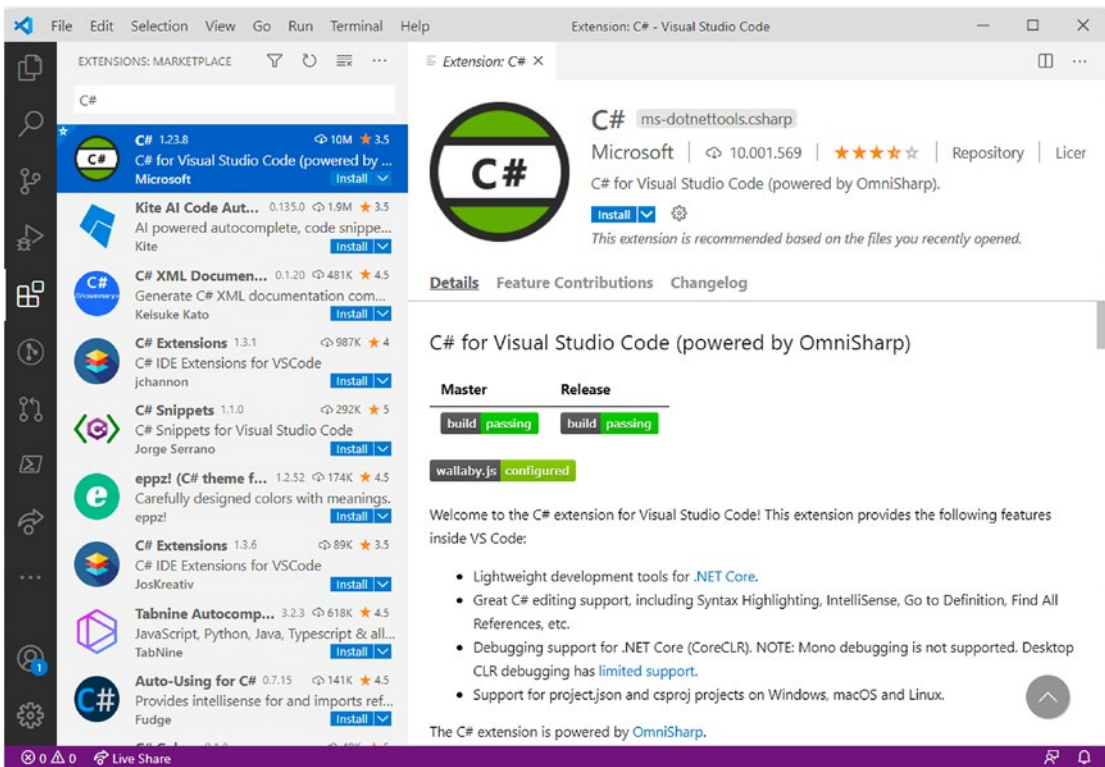 File Edit Selection View Go Run Terminal Help Extension: C# - Visual Studio Code
EXTENSIONS: MARKETPLACE
C#
C# 1.23.8 10M 3.5
C# for Visual Studio Code (powered by ...
Microsoft Install
Kite AI Code Aut... 0.135.0 1.9M 3.5
AI powered autocomplete, code snippe...
Kite Install
C# XML Documen... 0.1.20 481K 4.5
Generate C# XML documentation com...
Keisuke Kato Install
C# Extensions 1.3.1 987K 4
C# IDE Extensions for VSCode
jchannon Install
C# Snippets 1.1.0 292K 5
C# Snippets for Visual Studio Code
Jorge Serrano Install
eppz! (C# theme f... 1.2.52 174K 4.5
Carefully designed colors with meanings.
eppz! Install
C# Extensions 1.3.6 89K 3.5
C# IDE Extensions for VSCode
JosKreativ Install
Tabnine Autocomp... 3.2.3 618K 4.5
JavaScript, Python, Java, Typescript & all...
TabNine Install
Auto-Using for C# 0.7.15 141K 4.5
Provides intellisense for and imports ref...
Fudge Install
Extension: C#
C#
C# ms-dotnettools.csharp
Microsoft 10.001.569 Repository Licer
C# for Visual Studio Code (powered by OmniSharp).
Install
This extension is recommended based on the files you recently opened.
Details Feature Contributions Changelog
C# for Visual Studio Code (powered by OmniSharp)
Master Release
build passing build passing
wallaby.js configured
Welcome to the C# extension for Visual Studio Code! This extension provides the following features
inside VS Code:
• Lightweight development tools for .NET Core.
• Great C# editing support, including Syntax Highlighting, IntelliSense, Go to Definition, Find All
References, etc.
• Debugging support for .NET Core (CoreCLR). NOTE: Mono debugging is not supported. Desktop
CLR debugging has limited support.
• Support for project.json and csproj projects on Windows, macOS and Linux.
The C# extension is powered by OmniSharp.
1
0 0 Live Share